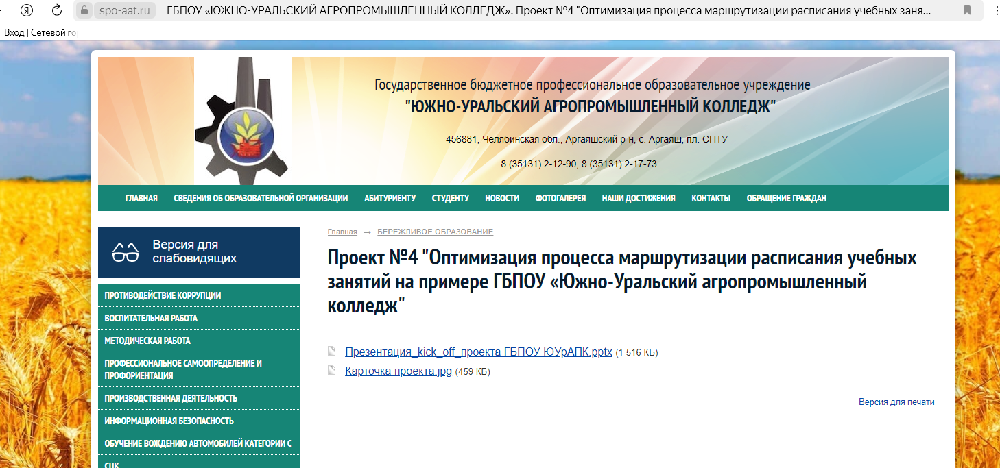 spo-aat.ru ГБПОУ «ЮЖНО-УРАЛЬСКИЙ АГРОПРОМЫШЛЕННЫЙ КОЛЛЕДЖ». Проект №4 "Оптимизация процесса маршрутизации расписания учебных заня...
Вход | Сетевой го
Государственное бюджетное профессиональное образовательное учреждение
"ЮЖНО-УРАЛЬСКИЙ АГРОПРОМЫШЛЕННЫЙ КОЛЛЕДЖ"
456881, Челябинская обл., Аргаяшский р-н, с. Аргаяш, пл. СПТУ
8 (35131) 2-12-90, 8 (35131) 2-17-73
ГЛАВНАЯ СВЕДЕНИЯ ОБ ОБРАЗОВАТЕЛЬНОЙ ОРГАНИЗАЦИИ АБИТУРИЕНТУ СТУДЕНТУ НОВОСТИ ФОТОГАЛЕРЕЯ НАШИ ДОСТИЖЕНИЯ КОНТАКТЫ ОБРАЩЕНИЕ ГРАЖДАН
Версия для
слабовидящих
ПРОТИВОДЕЙСТВИЕ КОРРУПЦИИ
ВОСПИТАТЕЛЬНАЯ РАБОТА
МЕТОДИЧЕСКАЯ РАБОТА
ПРОФЕССИОНАЛЬНОЕ САМООПРЕДЕЛЕНИЕ И
ПРОФОРИЕНТАЦИЯ
ПРОИЗВОДСТВЕННАЯ ДЕЯТЕЛЬНОСТЬ
ИНФОРМАЦИОННАЯ БЕЗОПАСНОСТЬ
ОБУЧЕНИЕ ВОЖДЕНИЮ АВТОМОБИЛЕЙ КАТЕГОРИИ С
СЦК
Главная → БЕРЕЖЛИВОЕ ОБРАЗОВАНИЕ
Проект №4 "Оптимизация процесса маршрутизации расписания учебных
занятий на примере ГБПОУ «Южно-Уральский агропромышленный
колледж"
Презентация_kick_off_проекта ГБПОУ ЮУрАПК.pptx (1 516 КБ)
Карточка проекта.jpg (459 КБ)
Версия для печати